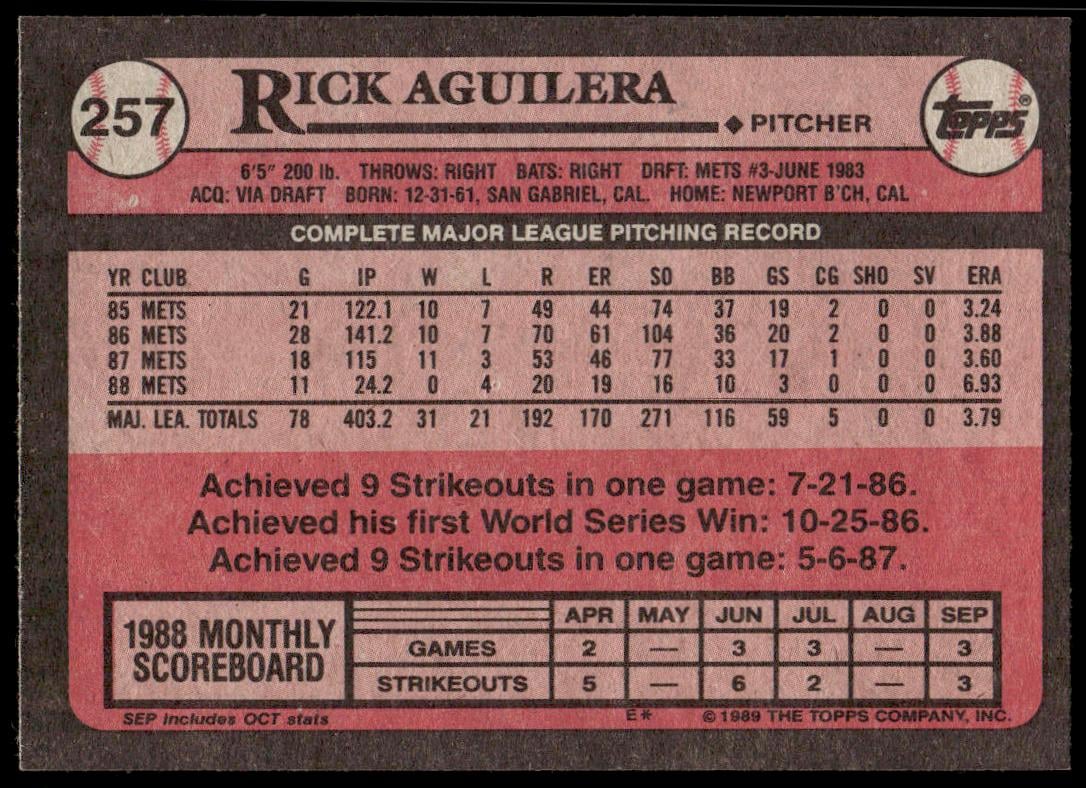 257
RICK AGUILERA
PITCHER
Topps®
6'5" 200 lb. THROWS: RIGHT BATS: RIGHT DRFT: METS #3-JUNE 1983
ACQ: VIA DRAFT BORN: 12-31-61, SAN GABRIEL, CAL. HOME: NEWPORT B'CH, CAL
COMPLETE MAJOR LEAGUE PITCHING RECORD
YR CLUB G IP W L R ER SO BB GS CG SHO SV ERA
85 METS 21 122.1 10 7 49 44 74 37 19 2 0 0 3.24
86 METS 28 141.2 10 7 70 61 104 36 20 2 0 0 3.88
87 METS 18 115 11 3 53 46 77 33 17 1 0 0 3.60
88 METS 11 24.2 0 4 20 19 16 10 3 0 0 0 6.93
MAJ. LEA. TOTALS 78 403.2 31 21 192 170 271 116 59 5 0 0 3.79
Achieved 9 Strikeouts in one game: 7-21-86.
Achieved his first World Series Win: 10-25-86.
Achieved 9 Strikeouts in one game: 5-6-87.
1988 MONTHLY
SCOREBOARD
APR MAY JUN JUL AUG SEP
GAMES 2 — 3 3 — 3
STRIKEOUTS 5 — 6 2 — 3
SEP includes OCT stats
E* © 1989 THE TOPPS COMPANY, INC.